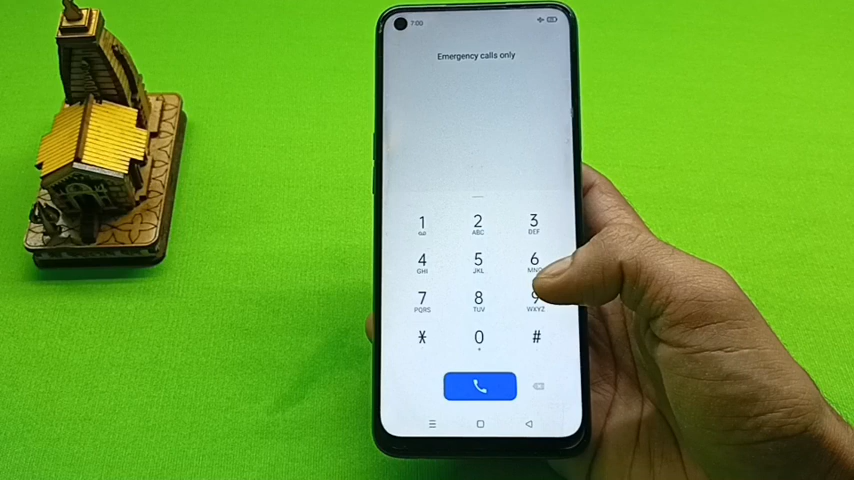 7:00
Emergency calls only
1 2 3
ABC DEF
4 5 6
GHI JKL MNO
7 8 9
PQRS TUV WXYZ
* 0 #
+